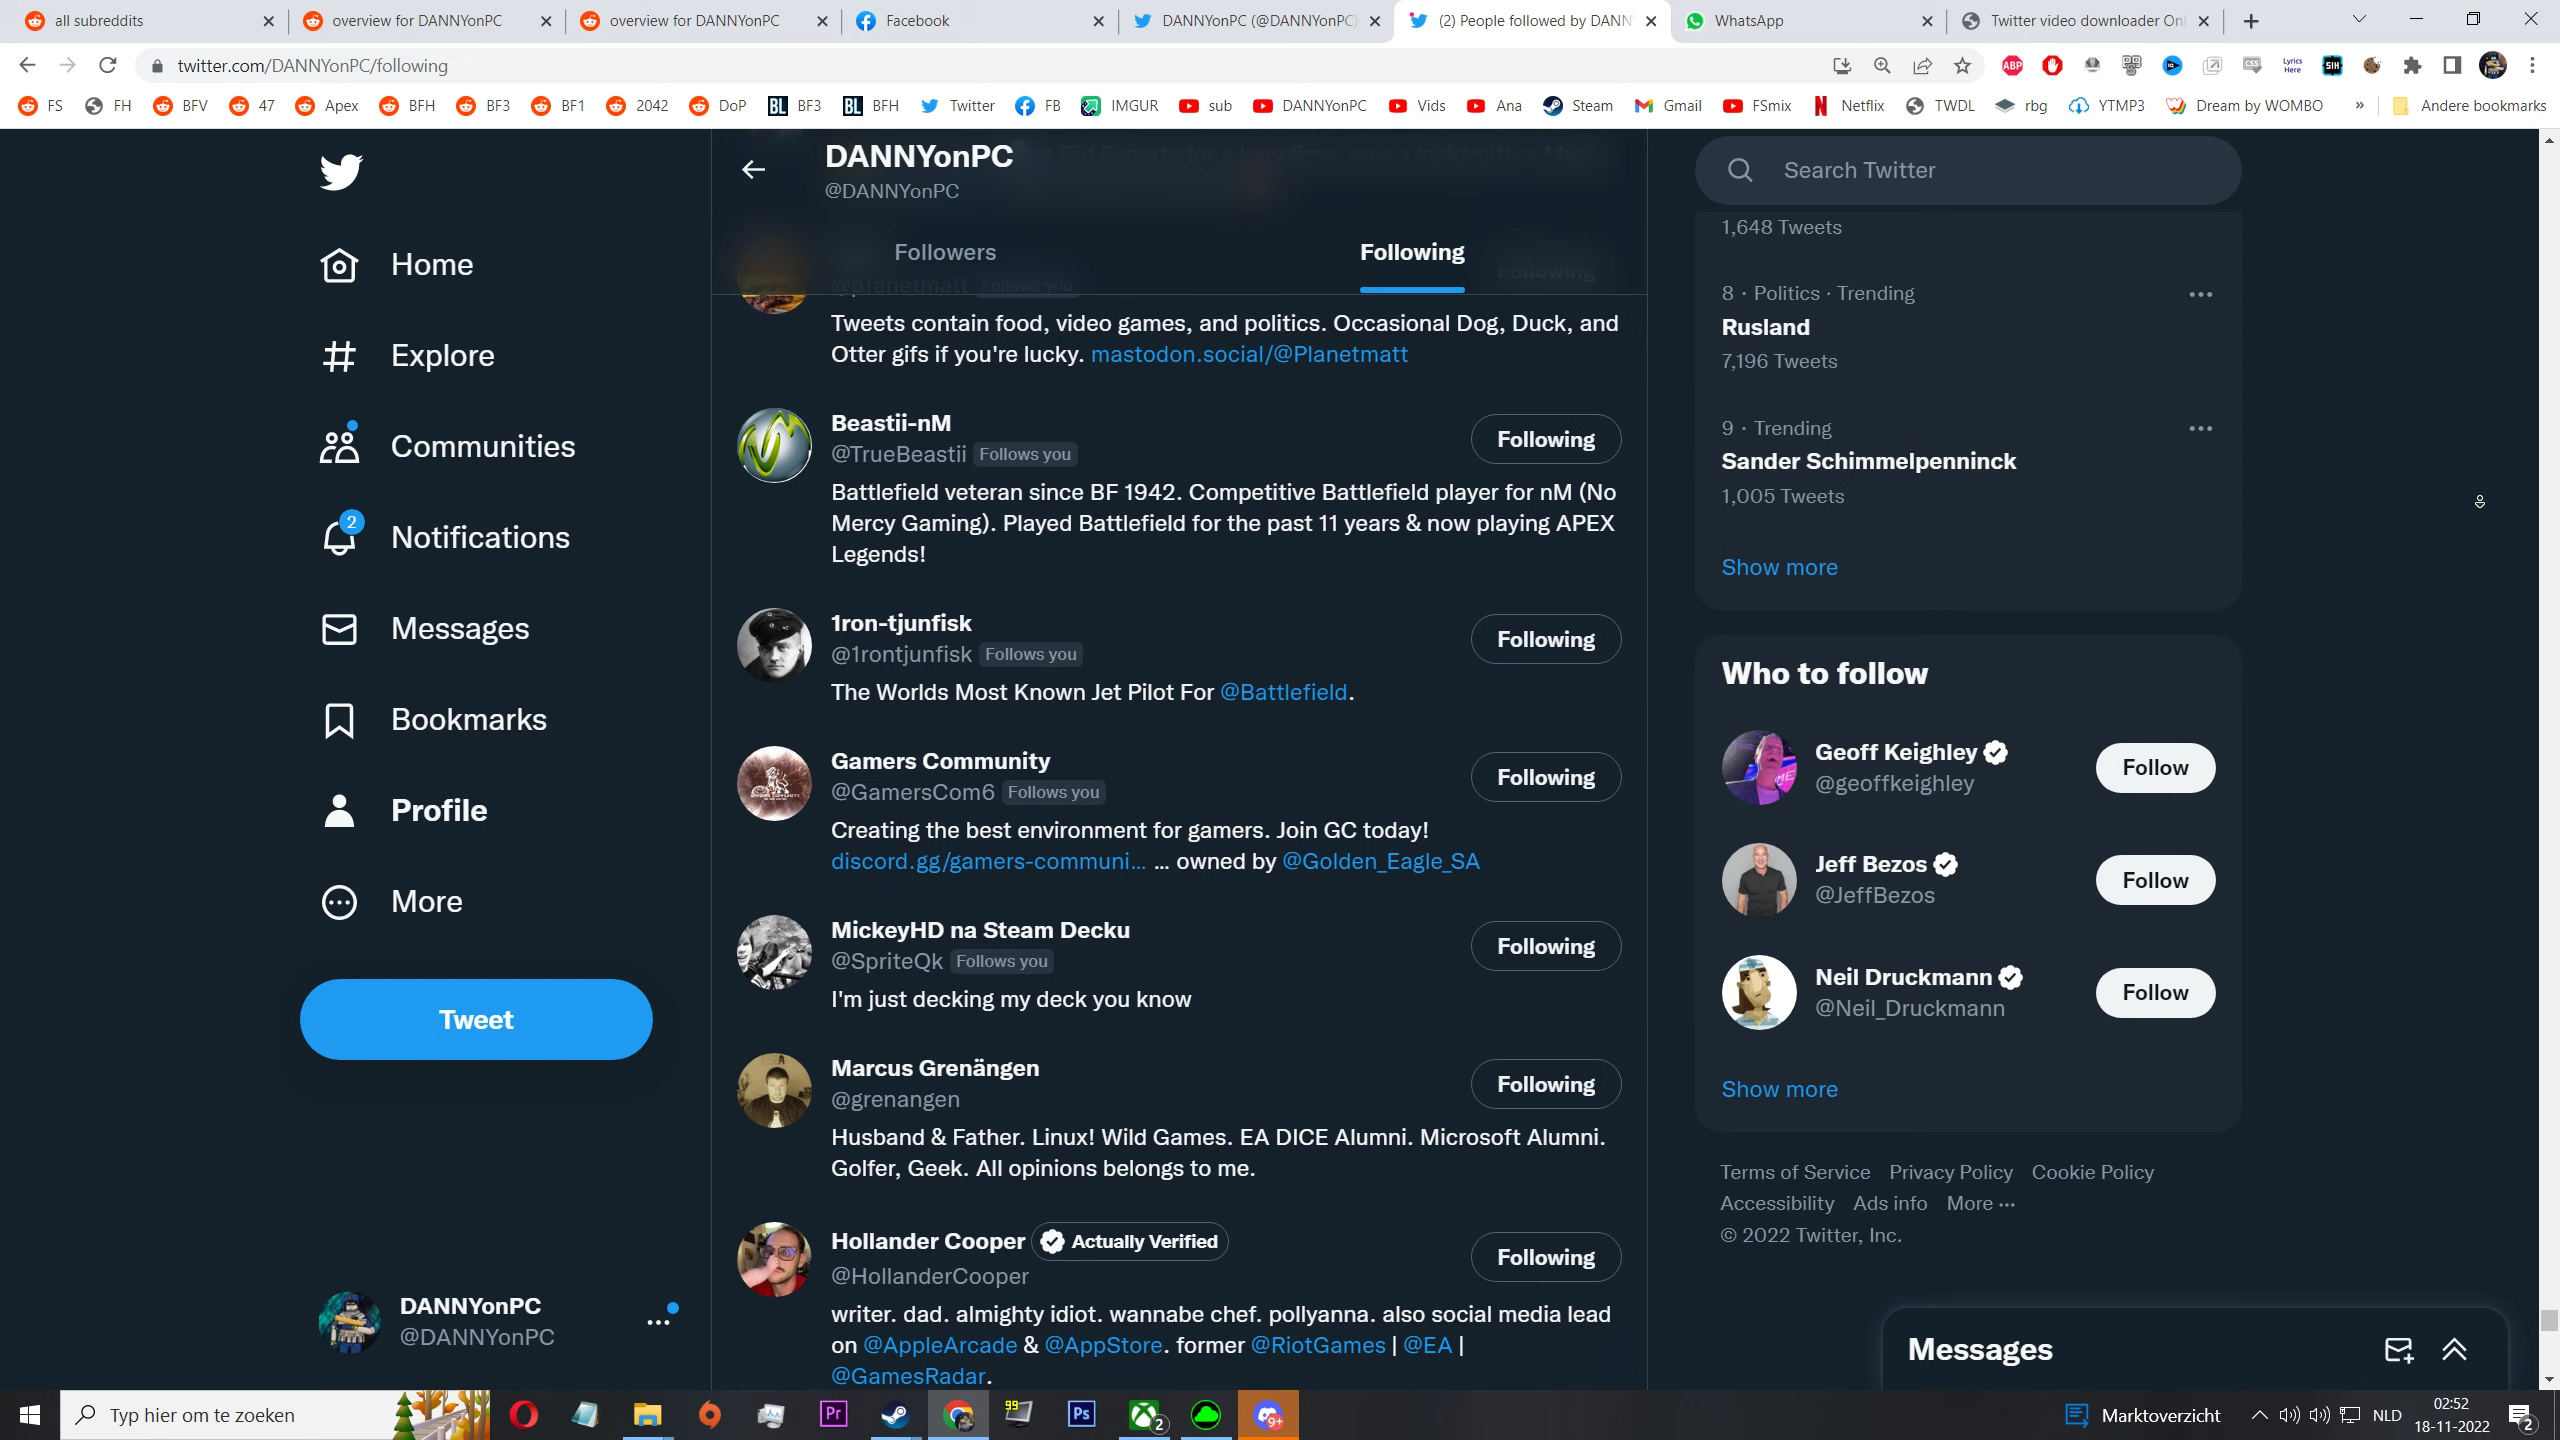 all subreddits
overview for DANNYonPC
overview for DANNYonPC
Facebook
DANNYonPC (@DANNYonPC)
(2) People followed by DANN
WhatsApp
Twitter video downloader Onl
twitter.com/DANNYonPC/following
FS
FH
BFV
47
Apex
BFH
BF3
BF1
2042
DoP
BF3
BFH
Twitter
FB
IMGUR
sub
DANNYonPC
Vids
Ana
Steam
Gmail
FSmix
Netflix
TWDL
rbg
YTMP3
Dream by WOMBO
»
Andere bookmarks
Home
Explore
Communities
2
Notifications
Messages
Bookmarks
Profile
More
Tweet
DANNYonPC
@DANNYonPC
DANNYonPC
@DANNYonPC
Followers
Following
@planetmatt Follows you
Following
Tweets contain food, video games, and politics. Occasional Dog, Duck, and
Otter gifs if you're lucky. mastodon.social/@Planetmatt
Beastii-nM
@TrueBeastii Follows you
Following
Battlefield veteran since BF 1942. Competitive Battlefield player for nM (No
Mercy Gaming). Played Battlefield for the past 11 years & now playing APEX
Legends!
1ron-tjunfisk
@1rontjunfisk Follows you
Following
The Worlds Most Known Jet Pilot For @Battlefield.
Gamers Community
@GamersCom6 Follows you
Following
Creating the best environment for gamers. Join GC today!
discord.gg/gamers-communi... ... owned by @Golden_Eagle_SA
MickeyHD na Steam Decku
@SpriteQk Follows you
Following
I'm just decking my deck you know
Marcus Grenängen
@grenangen
Following
Husband & Father. Linux! Wild Games. EA DICE Alumni. Microsoft Alumni.
Golfer, Geek. All opinions belongs to me.
Hollander Cooper Actually Verified
@HollanderCooper
Following
writer. dad. almighty idiot. wannabe chef. pollyanna. also social media lead
on @AppleArcade & @AppStore. former @RiotGames | @EA |
@GamesRadar.
Search Twitter
1,648 Tweets
8 · Politics · Trending
Rusland
7,196 Tweets
9 · Trending
Sander Schimmelpenninck
1,005 Tweets
Show more
Who to follow
Geoff Keighley
@geoffkeighley
Follow
Jeff Bezos
@JeffBezos
Follow
Neil Druckmann
@Neil_Druckmann
Follow
Show more
Terms of Service Privacy Policy Cookie Policy
Accessibility Ads info More ···
© 2022 Twitter, Inc.
Messages
Typ hier om te zoeken
Pr
99
Ps
2
9+
Marktoverzicht
NLD
02:52
18-11-2022
2